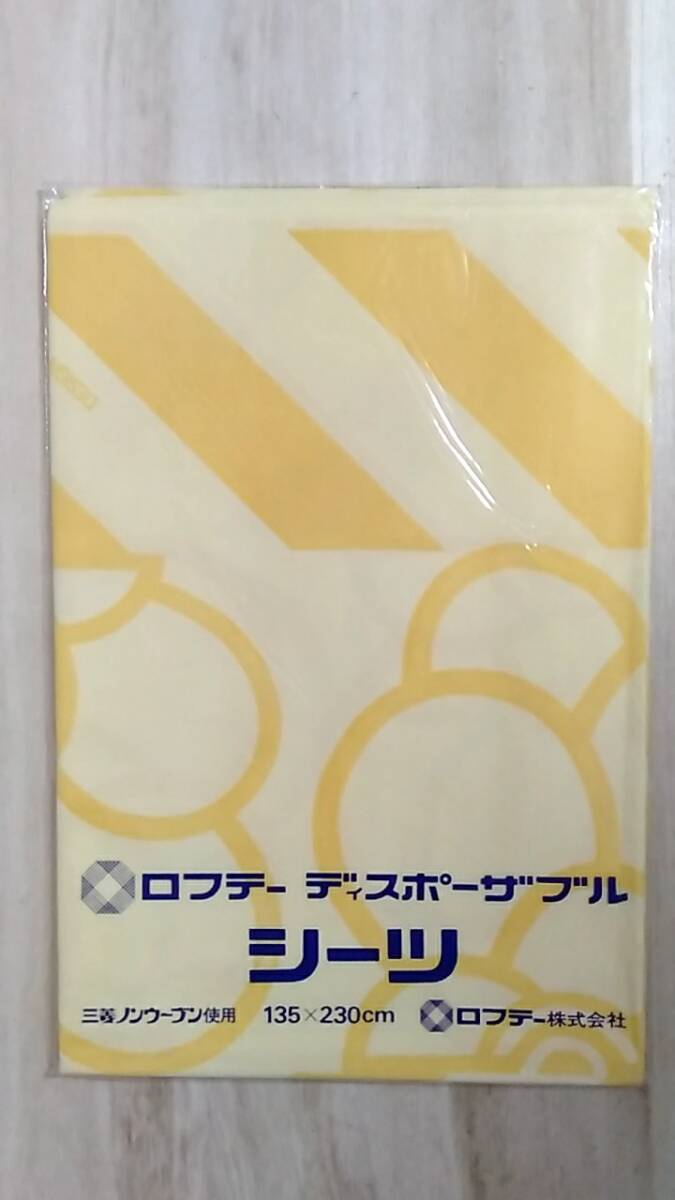 ロフテー ディスポーザブル
シーツ
三菱ノンウーブン使用 135×230cm ロフテー株式会社